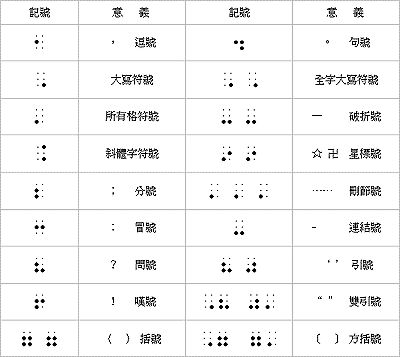 記號 意 義 記號 意 義
， 逗號 。 句號
大寫符號 全字大寫符號
所有格符號 — 破折號
斜體字符號 ☆ 卍 星標號
； 分號 …… 刪節號
： 冒號 - 連結號
？ 問號 ‘ ’ 引號
！ 嘆號 “ ” 雙引號
（ ） 括號 〔 〕 方括號